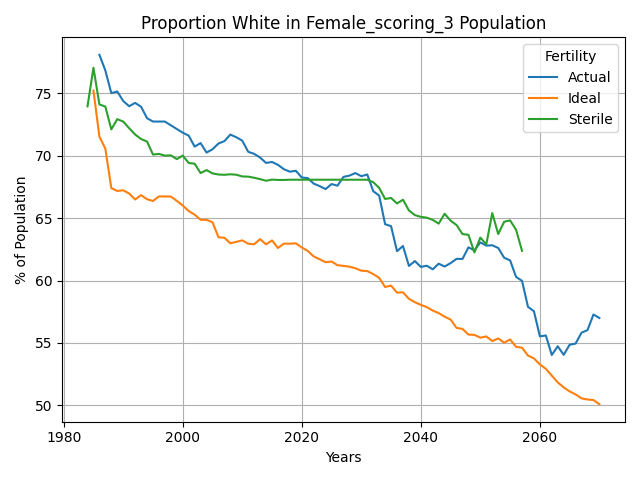 Proportion White in Female_scoring_3 Population
Fertility
Actual
Ideal
Sterile
% of Population
75
70
65
60
55
50
1980
2000
2020
2040
2060
Years